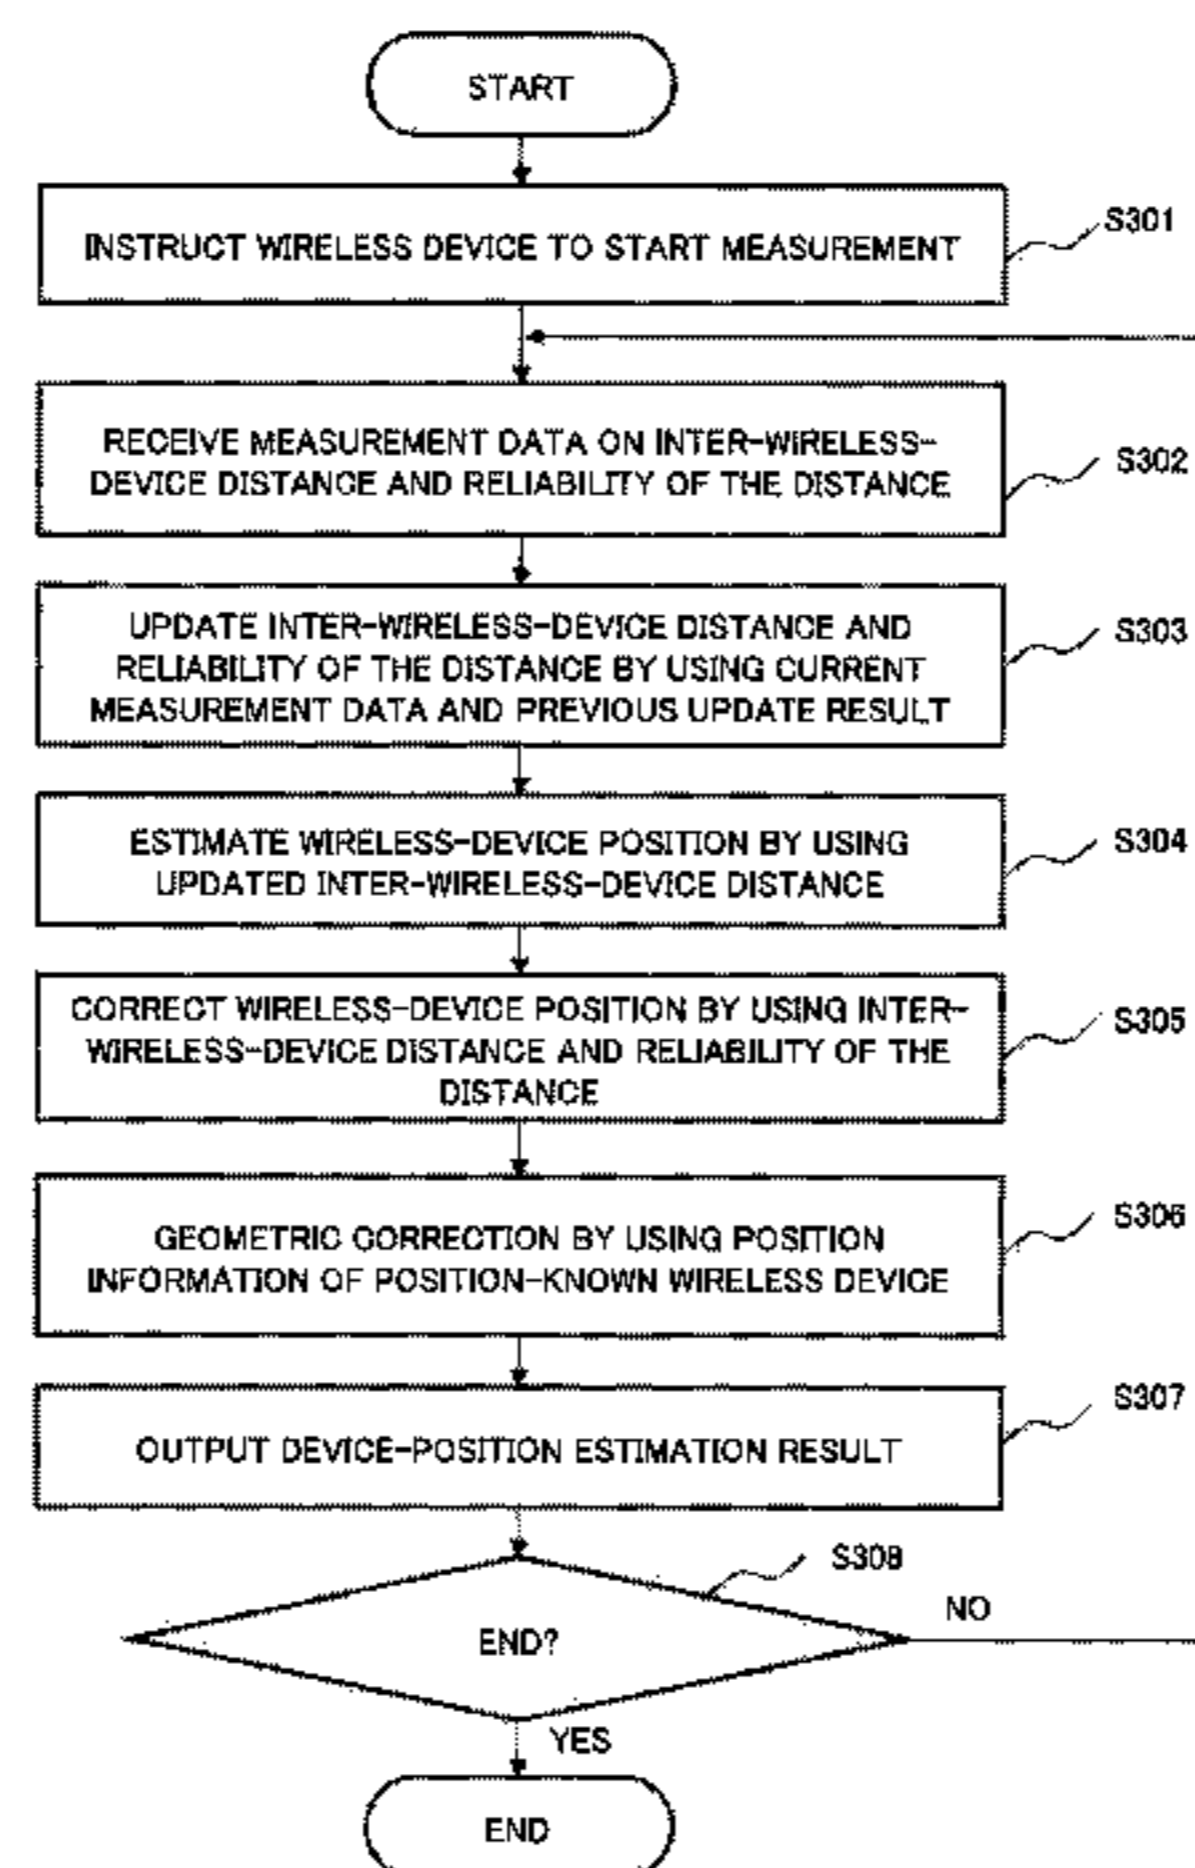 START
INSTRUCT WIRELESS DEVICE TO START MEASUREMENT
S301
RECEIVE MEASUREMENT DATA ON INTER-WIRELESS-
DEVICE DISTANCE AND RELIABILITY OF THE DISTANCE
S302
UPDATE INTER-WIRELESS-DEVICE DISTANCE AND
RELIABILITY OF THE DISTANCE BY USING CURRENT
MEASUREMENT DATA AND PREVIOUS UPDATE RESULT
S303
ESTIMATE WIRELESS-DEVICE POSITION BY USING
UPDATED INTER-WIRELESS-DEVICE DISTANCE
S304
CORRECT WIRELESS-DEVICE POSITION BY USING INTER-
WIRELESS-DEVICE DISTANCE AND RELIABILITY OF THE
DISTANCE
S305
GEOMETRIC CORRECTION BY USING POSITION
INFORMATION OF POSITION-KNOWN WIRELESS DEVICE
S306
OUTPUT DEVICE-POSITION ESTIMATION RESULT
S307
END?
S308
NO
YES
END